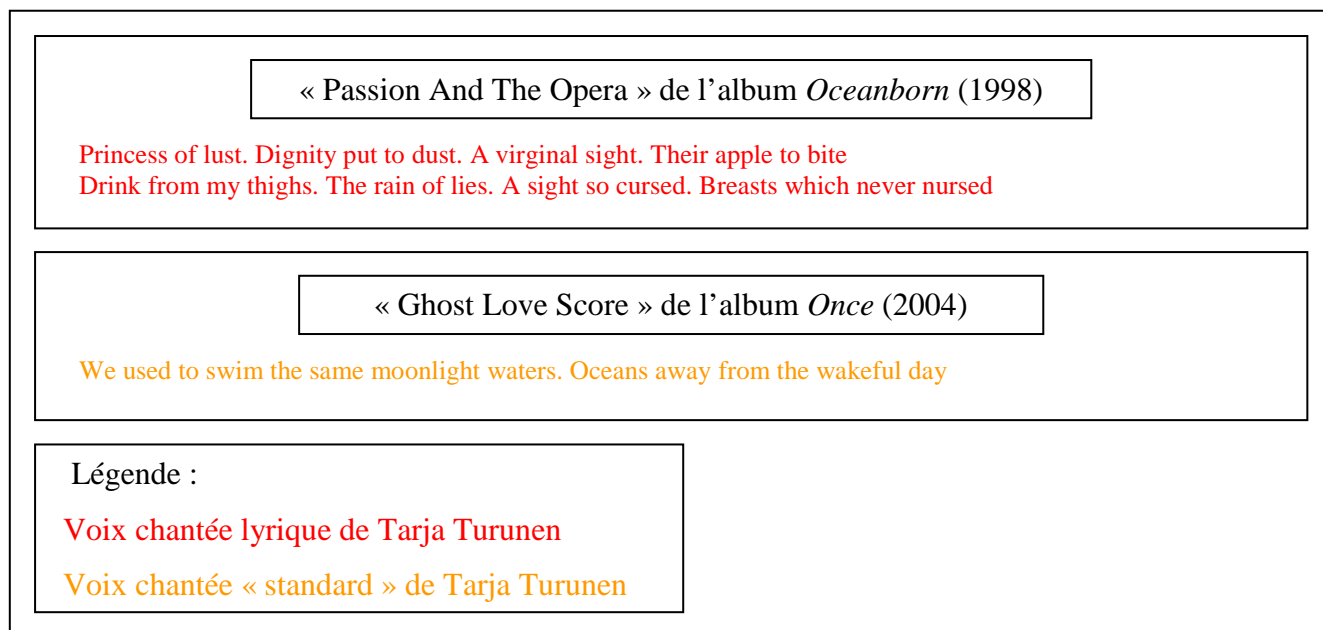 « Passion And The Opera » de l’album Oceanborn (1998)
Princess of lust. Dignity put to dust. A virginal sight. Their apple to bite
Drink from my thighs. The rain of lies. A sight so cursed. Breasts which never nursed
« Ghost Love Score » de l’album Once (2004)
We used to swim the same moonlight waters. Oceans away from the wakeful day
Légende :
Voix chantée lyrique de Tarja Turunen
Voix chantée « standard » de Tarja Turunen